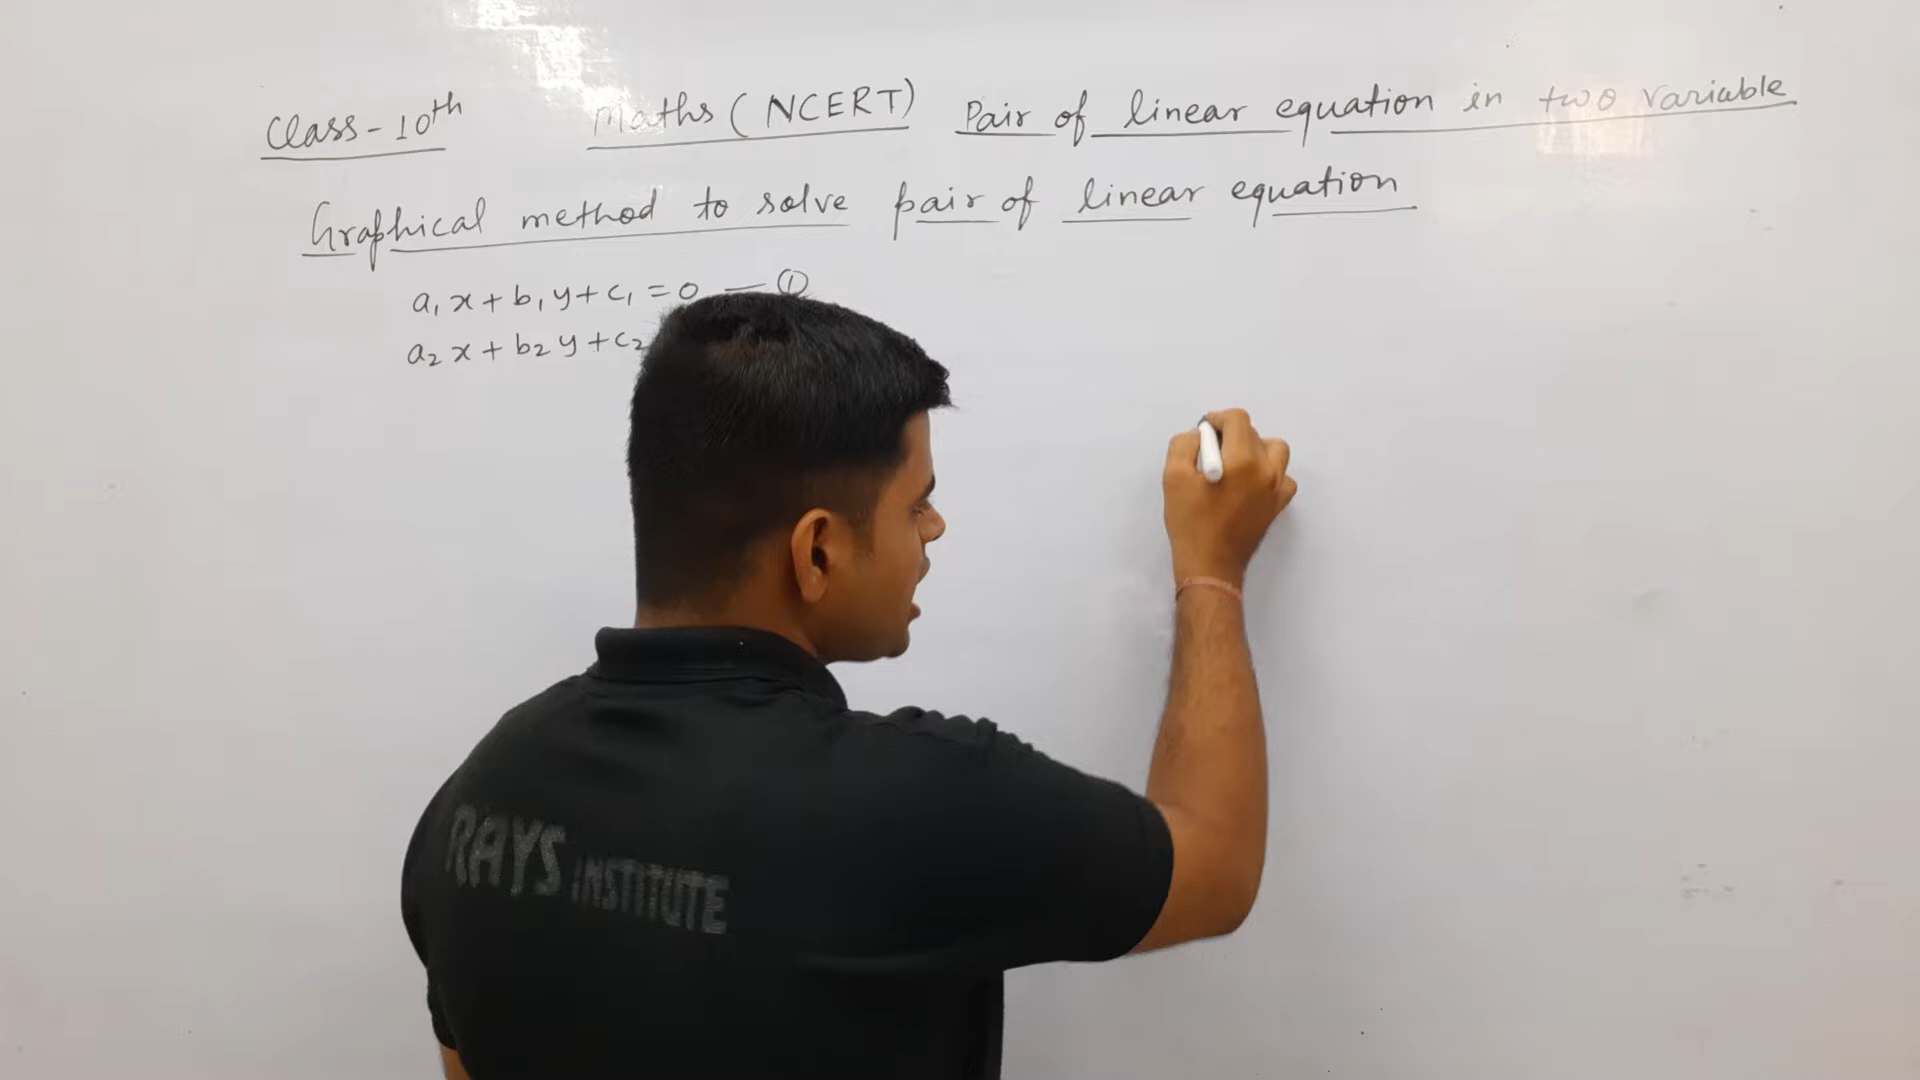 Class-10th Maths (NCERT) Pair of linear equation in two variable
Graphical method to solve pair of linear equation
a₁x + b₁y + c₁ = 0 — ①
a₂x + b₂y + c₂
RAYS INSTITUTE